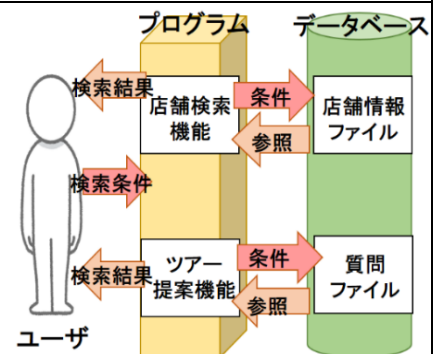 プログラム
データベース
検索結果
店舗検索
機能
条件
参照
店舗情報
ファイル
検索条件
検索結果
ツアー
提案機能
条件
参照
質問
ファイル
ユーザ